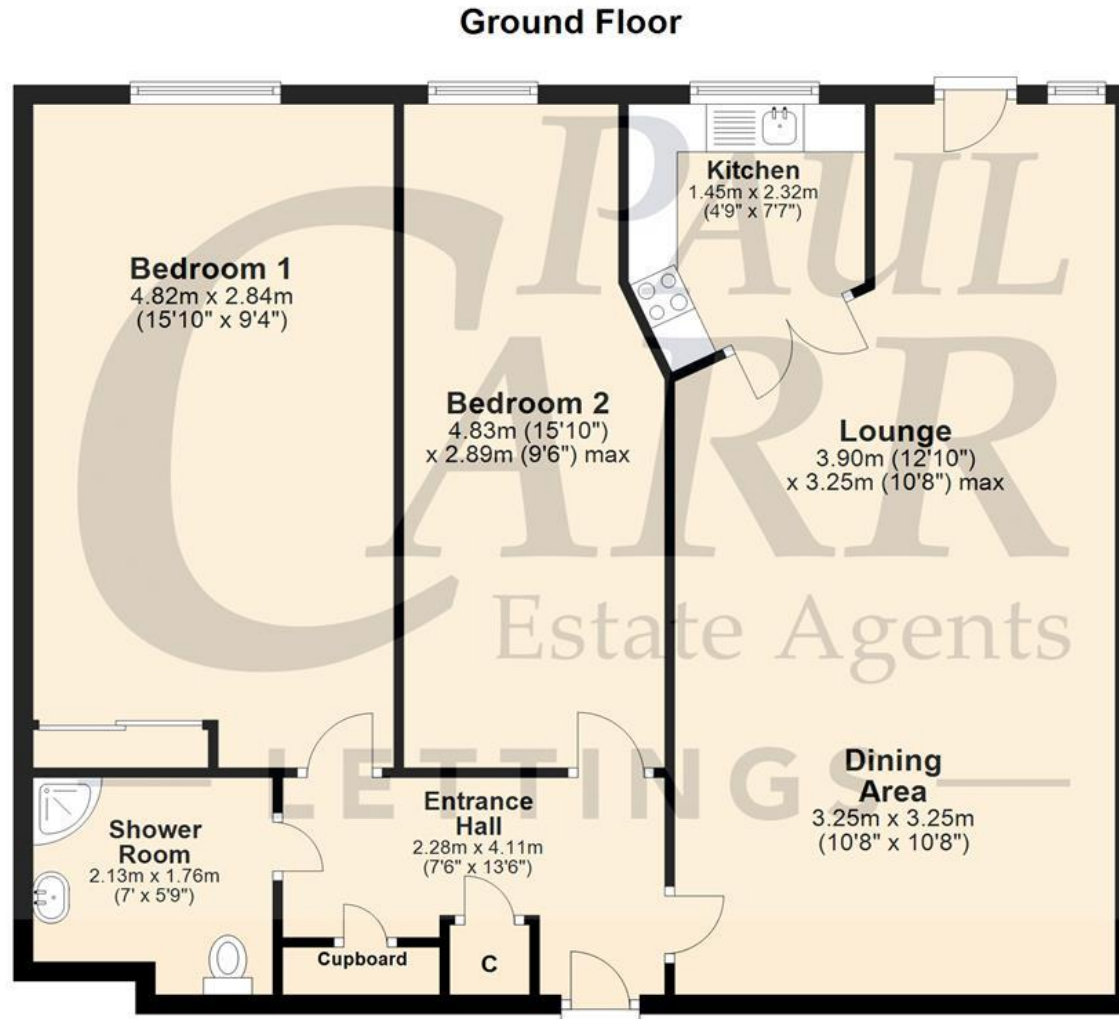 Ground Floor
Kitchen
1.45m x 2.32m
(4'9" x 7'7")
Bedroom 1
4.82m x 2.84m
(15'10" x 9'4")
Bedroom 2
4.83m (15'10")
x 2.89m (9'6") max
Lounge
3.90m (12'10")
x 3.25m (10'8") max
Dining
Area
3.25m x 3.25m
(10'8" x 10'8")
Entrance
Hall
2.28m x 4.11m
(7'6" x 13'6")
Shower
Room
2.13m x 1.76m
(7' x 5'9")
Cupboard
C
PAUL
CARR
Estate Agents
LETTINGS